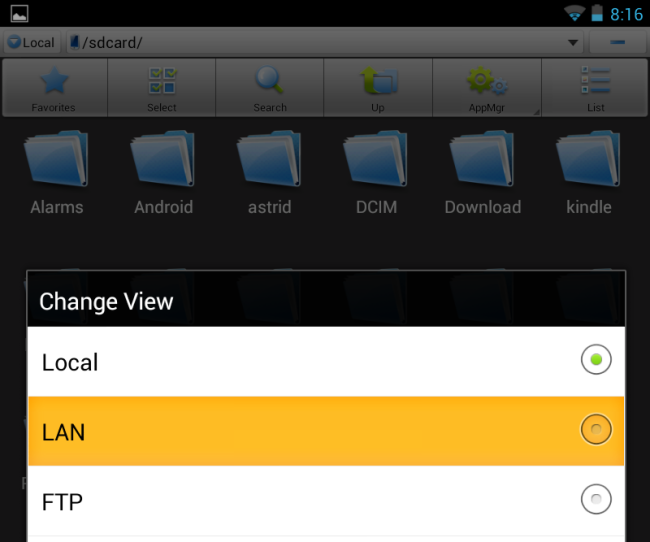 8:16
Local /sdcard/
Favorites Select Search Up AppMgr List
Alarms Android astrid DCIM Download kindle
Change View
Local
LAN
FTP